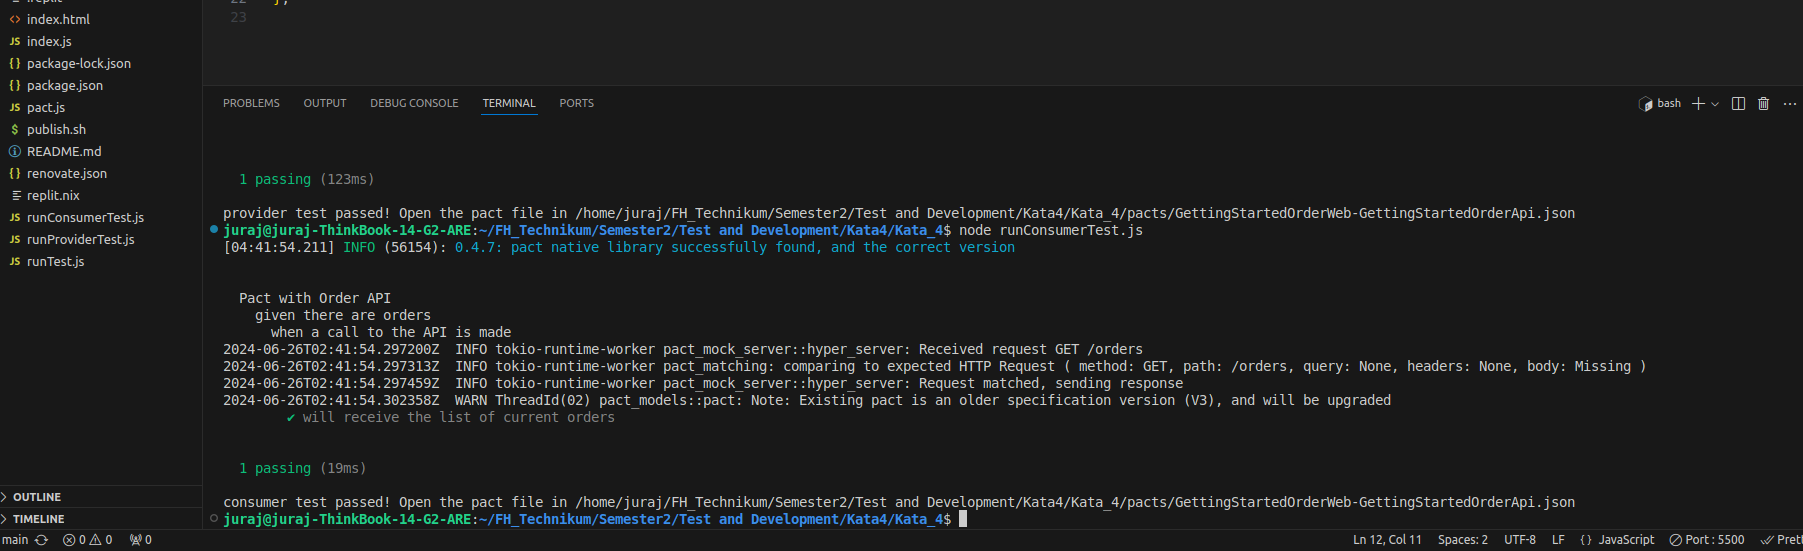 22 };
23
index.html
index.js
package-lock.json
package.json
pact.js
publish.sh
README.md
renovate.json
replit.nix
runConsumerTest.js
runProviderTest.js
runTest.js
OUTLINE
TIMELINE
PROBLEMS OUTPUT DEBUG CONSOLE TERMINAL PORTS
bash
1 passing (123ms)
provider test passed! Open the pact file in /home/juraj/FH_Technikum/Semester2/Test and Development/Kata4/Kata_4/pacts/GettingStartedOrderWeb-GettingStartedOrderApi.json
juraj@juraj-ThinkBook-14-G2-ARE:~/FH_Technikum/Semester2/Test and Development/Kata4/Kata_4$ node runConsumerTest.js
[04:41:54.211] INFO (56154): 0.4.7: pact native library successfully found, and the correct version
Pact with Order API
given there are orders
when a call to the API is made
2024-06-26T02:41:54.297200Z  INFO tokio-runtime-worker pact_mock_server::hyper_server: Received request GET /orders
2024-06-26T02:41:54.297313Z  INFO tokio-runtime-worker pact_matching: comparing to expected HTTP Request ( method: GET, path: /orders, query: None, headers: None, body: Missing )
2024-06-26T02:41:54.297459Z  INFO tokio-runtime-worker pact_mock_server::hyper_server: Request matched, sending response
2024-06-26T02:41:54.302358Z  WARN ThreadId(02) pact_models::pact: Note: Existing pact is an older specification version (V3), and will be upgraded
✔ will receive the list of current orders
1 passing (19ms)
consumer test passed! Open the pact file in /home/juraj/FH_Technikum/Semester2/Test and Development/Kata4/Kata_4/pacts/GettingStartedOrderWeb-GettingStartedOrderApi.json
juraj@juraj-ThinkBook-14-G2-ARE:~/FH_Technikum/Semester2/Test and Development/Kata4/Kata_4$
main 0 0 0 Ln 12, Col 11 Spaces: 2 UTF-8 LF {} JavaScript Port : 5500